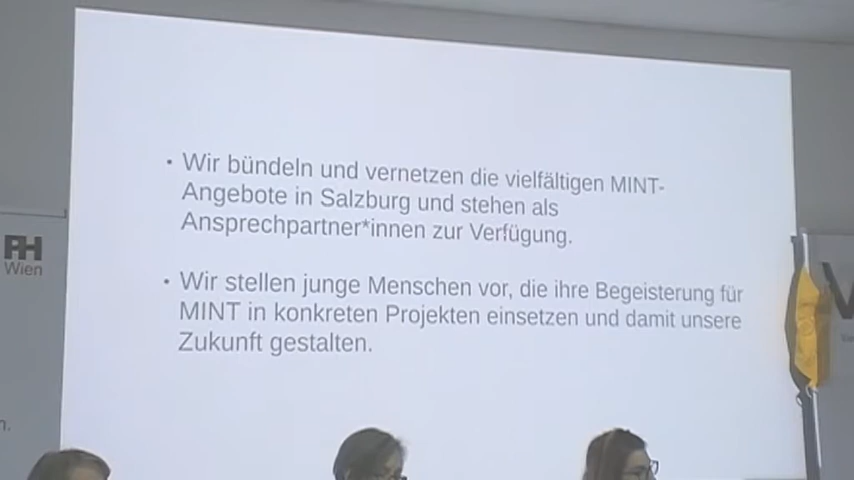 • Wir bündeln und vernetzen die vielfältigen MINT-
Angebote in Salzburg und stehen als
Ansprechpartner*innen zur Verfügung.
• Wir stellen junge Menschen vor, die ihre Begeisterung für
MINT in konkreten Projekten einsetzen und damit unsere
Zukunft gestalten.
PH
Wien